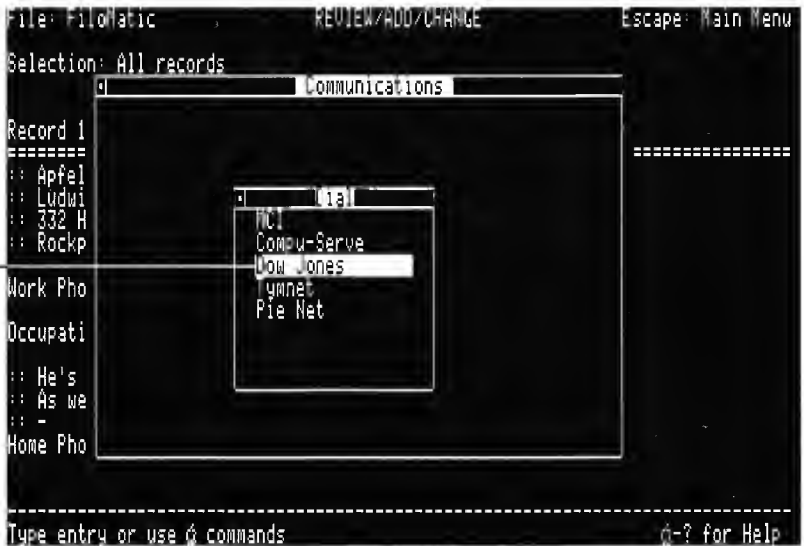 File: FiloMatic REVIEW/ADD/CHANGE Escape: Main Menu
Selection: All records
Communications
Record 1
:: Apfel
:: Ludwi
:: 332 H
:: Rockp
Dial
MCI
Compu-Serve
Dow Jones
Tymnet
Pie Net
Work Pho
Occupati
:: He's
:: As we
:: -
Home Pho
Type entry or use commands -? for Help